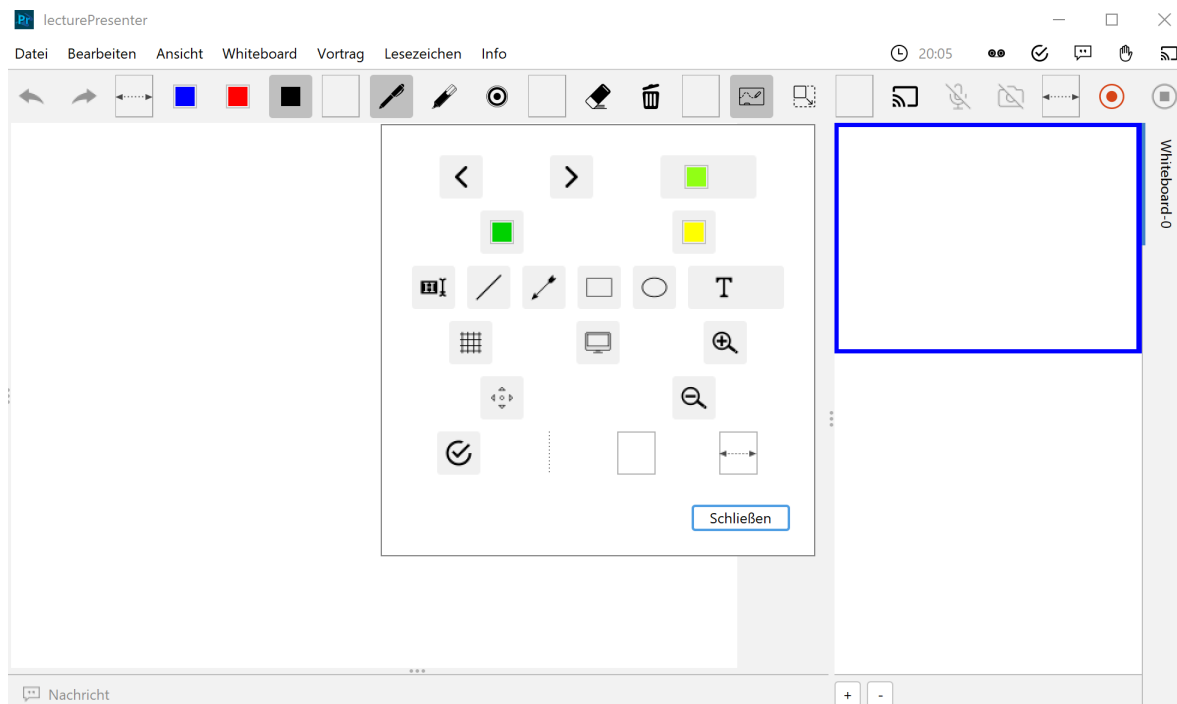 Pr lecturePresenter
Datei Bearbeiten Ansicht Whiteboard Vortrag Lesezeichen Info 20:05
Whiteboard-0
T
Schließen
Nachricht
+ -